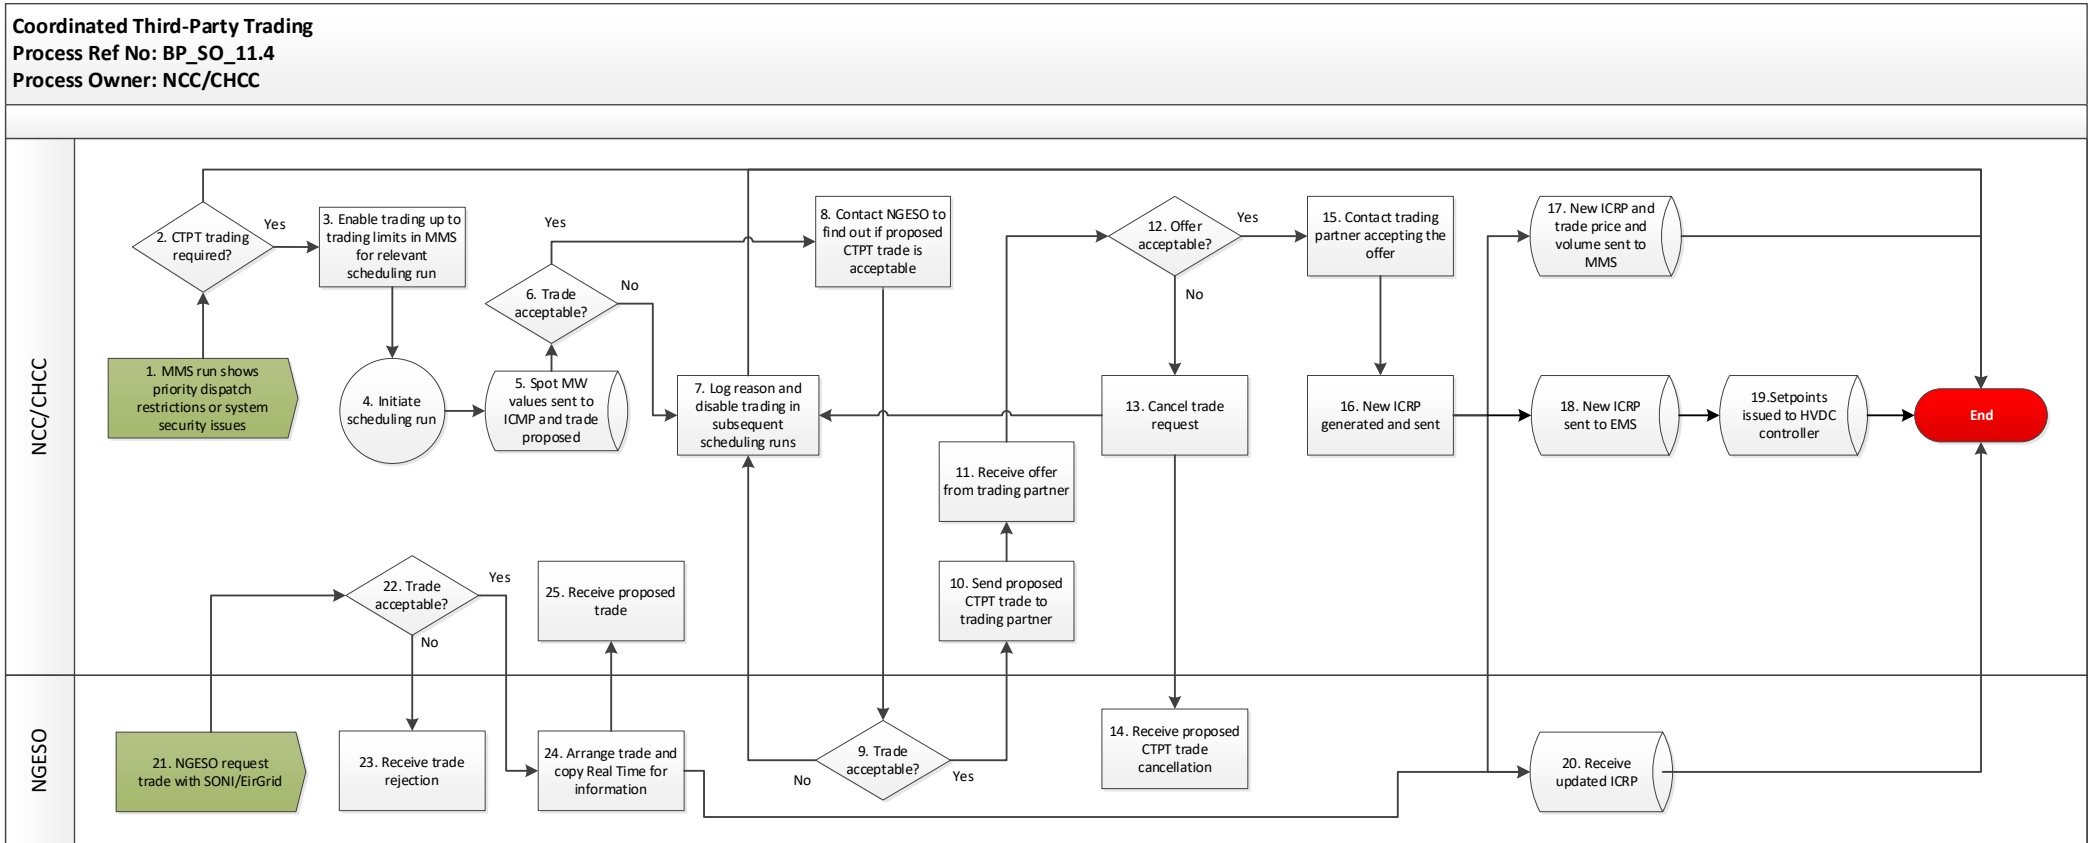 Coordinated Third-Party Trading
Process Ref No: BP_SO_11.4
Process Owner: NCC/CHCC
NCC/CHCC
1. MMS run shows
priority dispatch
restrictions or system
security issues
2. CTPT trading
required?
Yes
3. Enable trading up to
trading limits in MMS
for relevant
scheduling run
4. Initiate
scheduling run
5. Spot MW
values sent to
ICMP and trade
proposed
6. Trade
acceptable?
Yes
No
7. Log reason and
disable trading in
subsequent
scheduling runs
8. Contact NGESO to
find out if proposed
CTPT trade is
acceptable
10. Send proposed
CTPT trade to
trading partner
11. Receive offer
from trading partner
12. Offer
acceptable?
Yes
No
13. Cancel trade
request
15. Contact trading
partner accepting the
offer
16. New ICRP
generated and sent
17. New ICRP and
trade price and
volume sent to
MMS
18. New ICRP
sent to EMS
19.Setpoints
issued to HVDC
controller
End
22. Trade
acceptable?
Yes
No
25. Receive proposed
trade
NGESO
21. NGESO request
trade with SONI/EirGrid
23. Receive trade
rejection
24. Arrange trade and
copy Real Time for
information
9. Trade
acceptable?
No
Yes
14. Receive proposed
CTPT trade
cancellation
20. Receive
updated ICRP